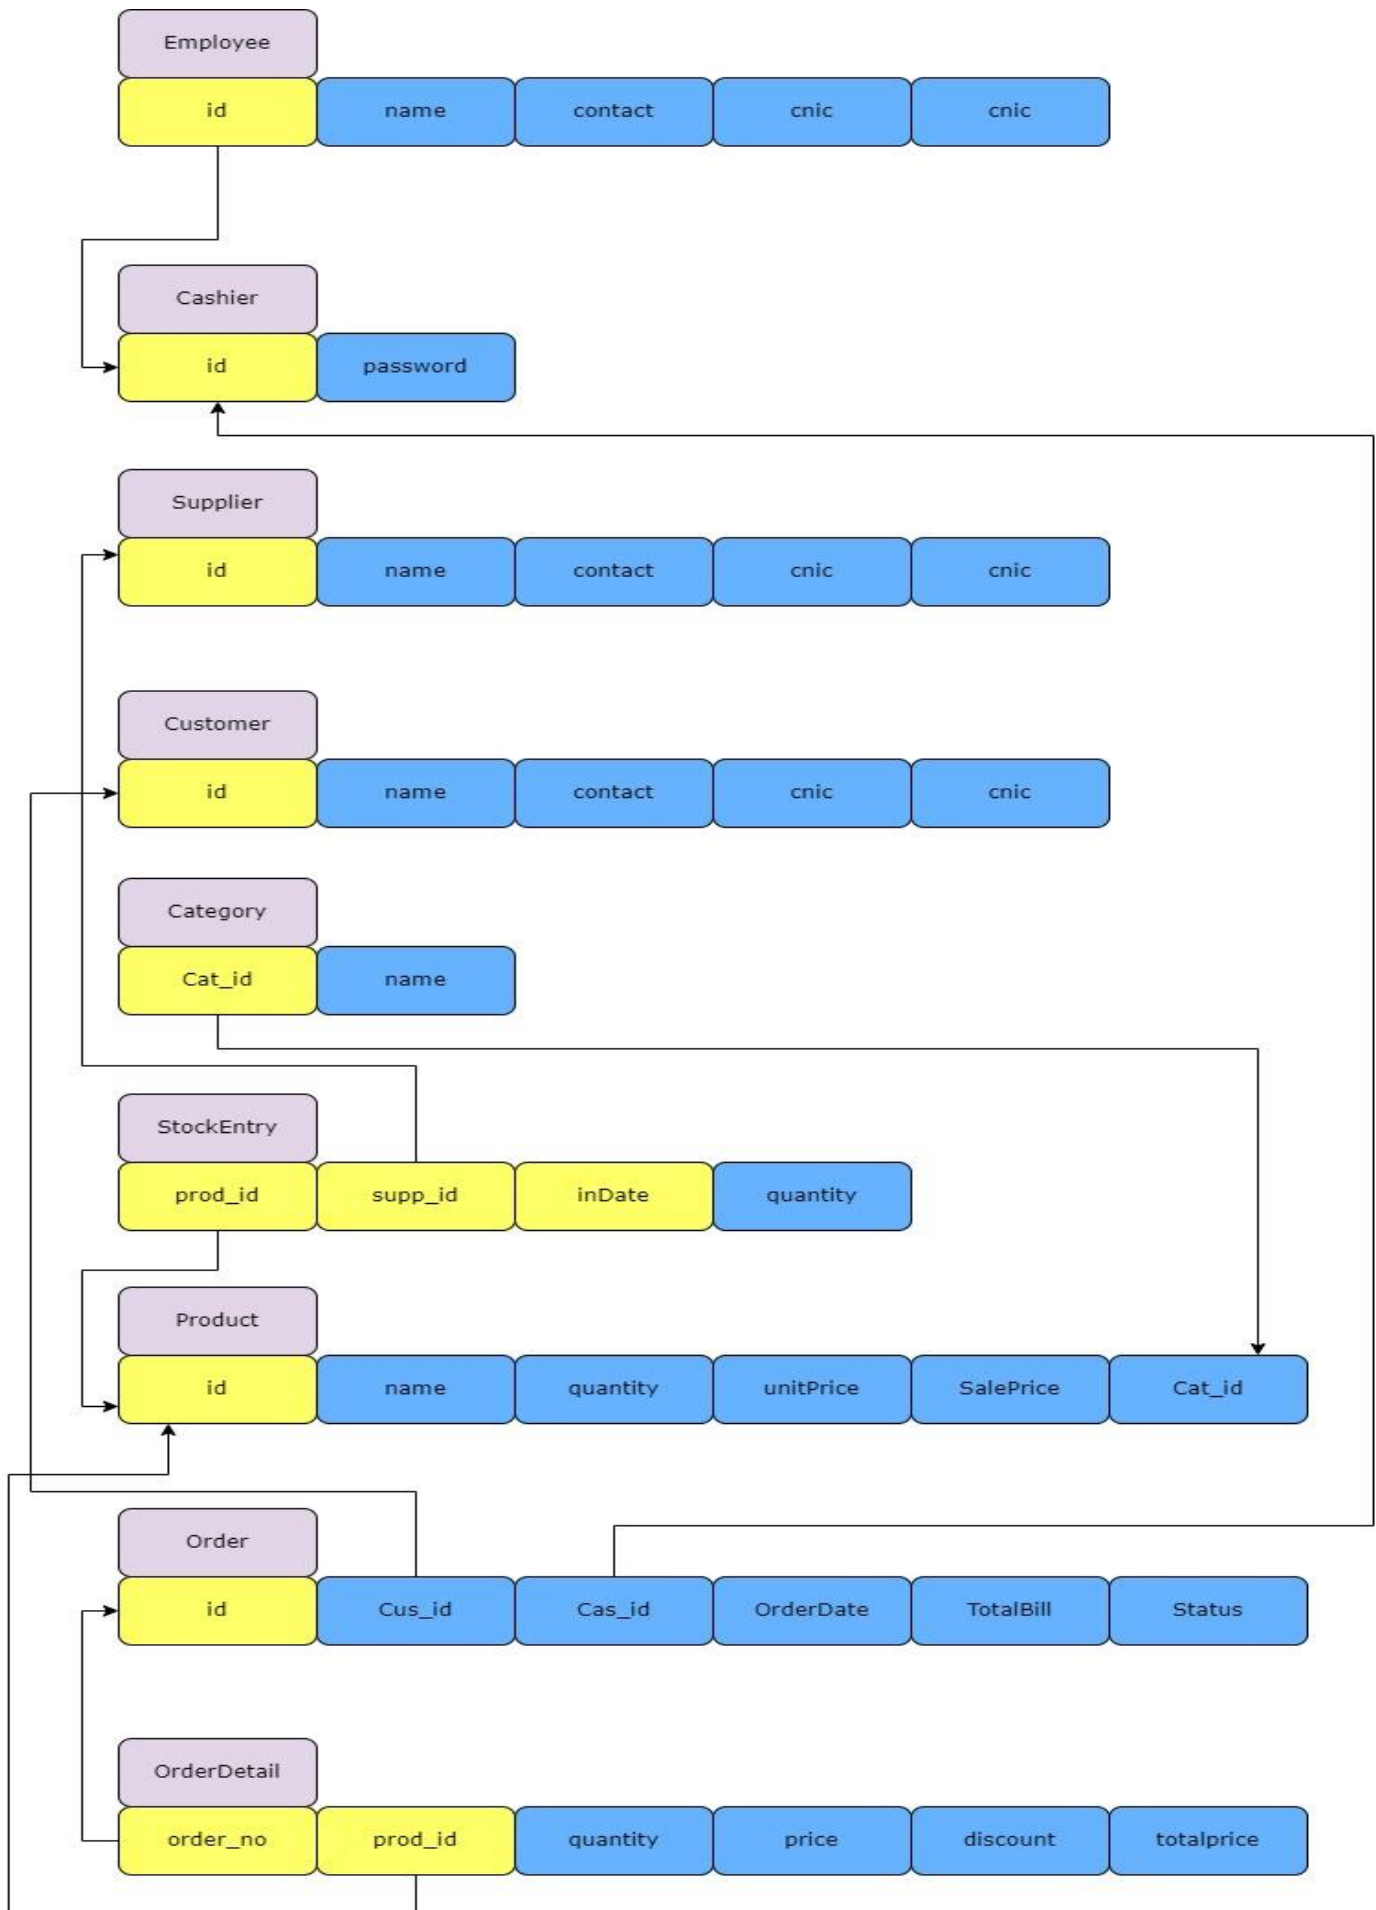 Employee
id name contact cnic cnic
Cashier
id password
Supplier
id name contact cnic cnic
Customer
id name contact cnic cnic
Category
Cat_id name
StockEntry
prod_id supp_id inDate quantity
Product
id name quantity unitPrice SalePrice Cat_id
Order
id Cus_id Cas_id OrderDate TotalBill Status
OrderDetail
order_no prod_id quantity price discount totalprice